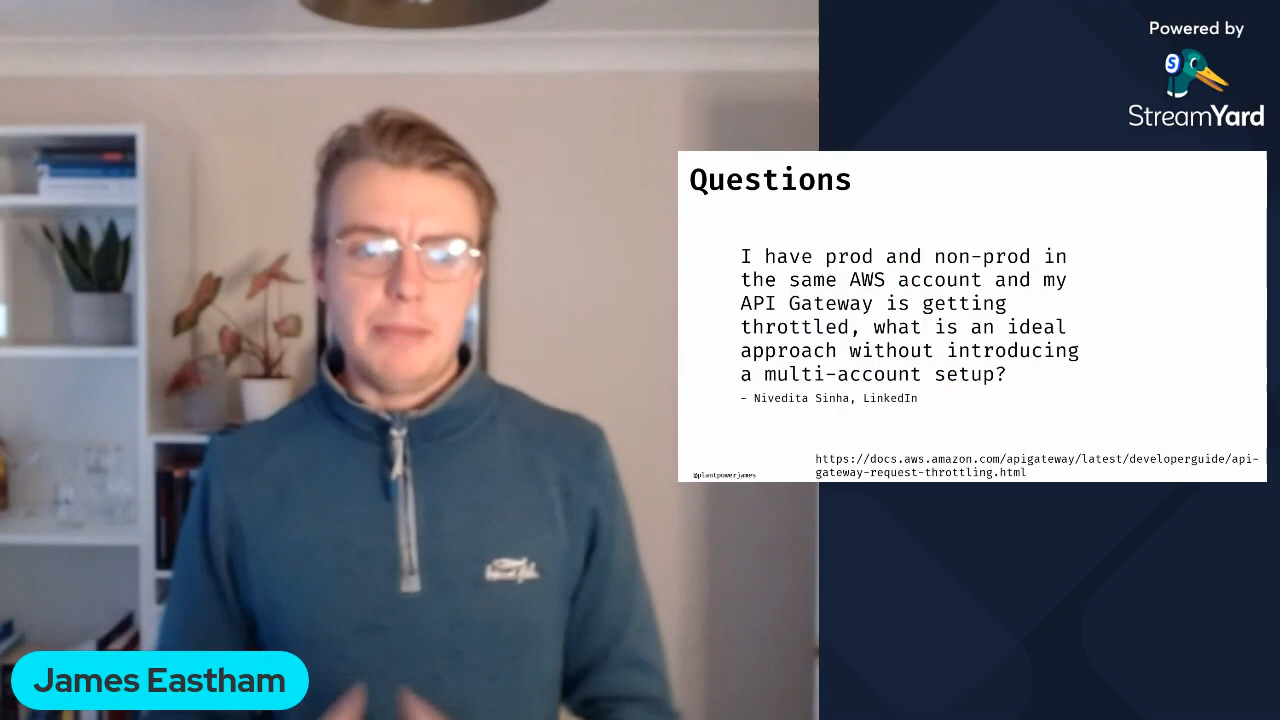 Powered by
S
StreamYard
Questions
I have prod and non-prod in
the same AWS account and my
API Gateway is getting
throttled, what is an ideal
approach without introducing
a multi-account setup?
- Nivedita Sinha, LinkedIn
https://docs.aws.amazon.com/apigateway/latest/developerguide/api-
gateway-request-throttling.html
@plantpowerjames
James Eastham